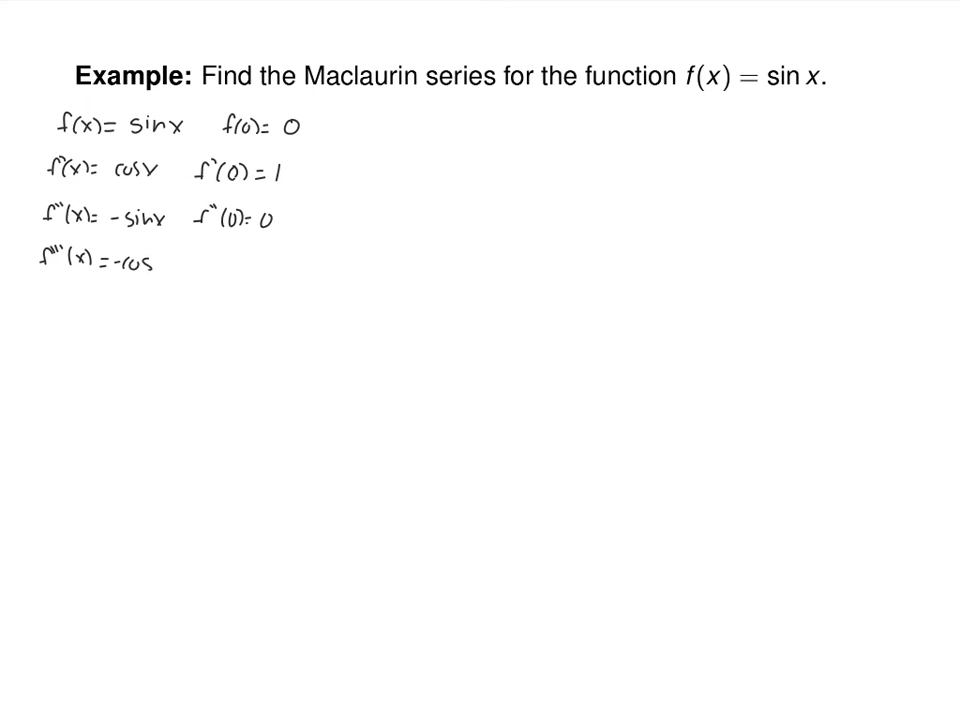 Example: Find the Maclaurin series for the function f(x) = sin x.
f(x)= sinx f(0)= 0
f'(x)= cosx f'(0) = 1
f''(x)= -sinx f''(0)= 0
f'''(x) = -cos